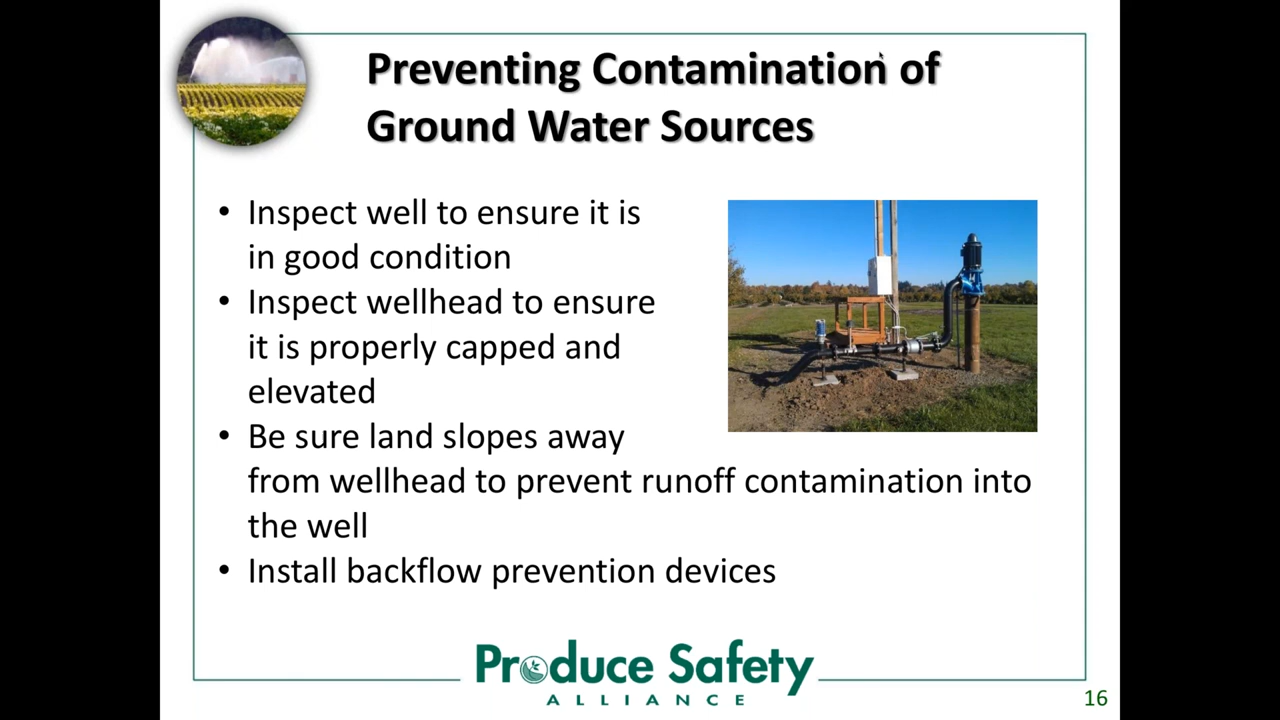 Preventing Contamination of
Ground Water Sources
• Inspect well to ensure it is
in good condition
• Inspect wellhead to ensure
it is properly capped and
elevated
• Be sure land slopes away
from wellhead to prevent runoff contamination into
the well
• Install backflow prevention devices
Produce Safety
ALLIANCE
16